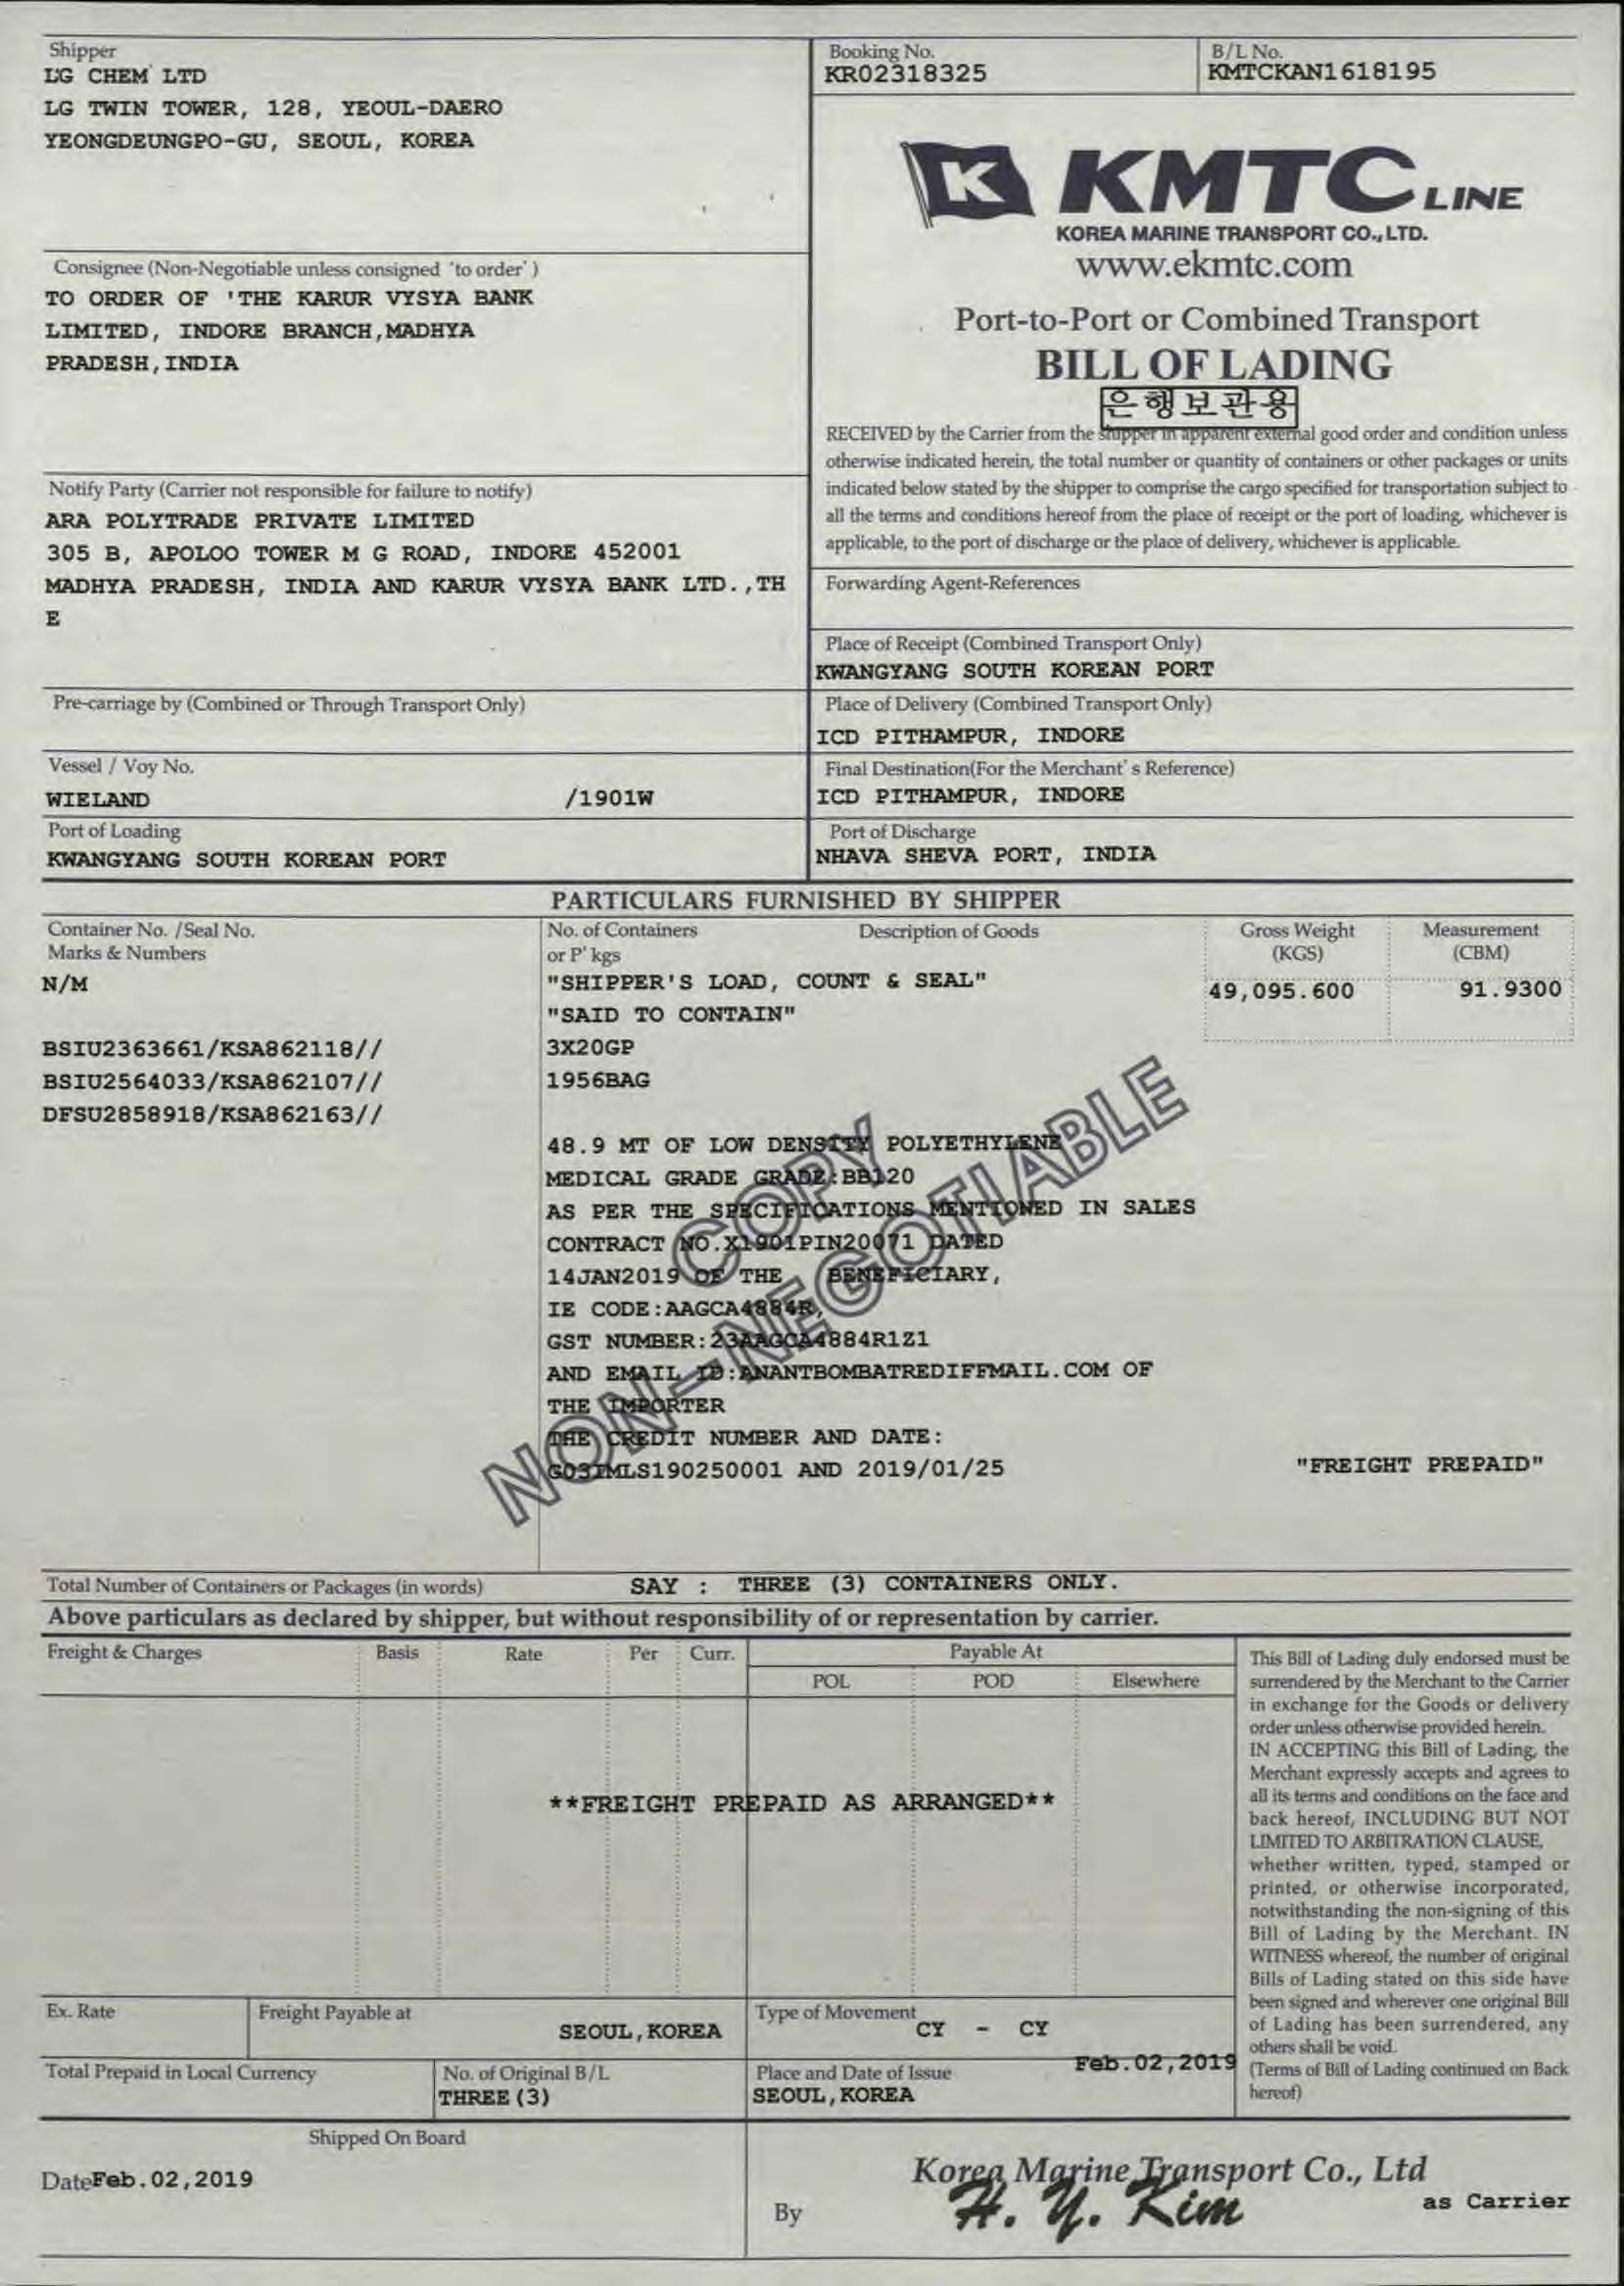 Shipper
LG CHEM LTD
LG TWIN TOWER, 128, YEOUL-DAERO
YEONGDEUNGPO-GU, SEOUL, KOREA
Booking No.
KR02318325
B/L No.
KMTCKAN1618195
K KMTC LINE
KOREA MARINE TRANSPORT CO., LTD.
www.ekmtc.com
Port-to-Port or Combined Transport
BILL OF LADING
은행보관용
RECEIVED by the Carrier from the shipper in apparent external good order and condition unless
otherwise indicated herein, the total number or quantity of containers or other packages or units
indicated below stated by the shipper to comprise the cargo specified for transportation subject to
all the terms and conditions hereof from the place of receipt or the port of loading, whichever is
applicable, to the port of discharge or the place of delivery, whichever is applicable.
Consignee (Non-Negotiable unless consigned 'to order')
TO ORDER OF 'THE KARUR VYSYA BANK
LIMITED, INDORE BRANCH,MADHYA
PRADESH,INDIA
Notify Party (Carrier not responsible for failure to notify)
ARA POLYTRADE PRIVATE LIMITED
305 B, APOLOO TOWER M G ROAD, INDORE 452001
MADHYA PRADESH, INDIA AND KARUR VYSYA BANK LTD.,TH
E
Forwarding Agent-References
Place of Receipt (Combined Transport Only)
KWANGYANG SOUTH KOREAN PORT
Pre-carriage by (Combined or Through Transport Only)
Place of Delivery (Combined Transport Only)
ICD PITHAMPUR, INDORE
Vessel / Voy No.
WIELAND /1901W
Final Destination(For the Merchant's Reference)
ICD PITHAMPUR, INDORE
Port of Loading
KWANGYANG SOUTH KOREAN PORT
Port of Discharge
NHAVA SHEVA PORT, INDIA
PARTICULARS FURNISHED BY SHIPPER
Container No. /Seal No.
Marks & Numbers
No. of Containers
or P'kgs
Description of Goods
Gross Weight
(KGS)
Measurement
(CBM)
N/M
BSIU2363661/KSA862118//
BSIU2564033/KSA862107//
DFSU2858918/KSA862163//
"SHIPPER'S LOAD, COUNT & SEAL"
"SAID TO CONTAIN"
3X20GP
1956BAG
49,095.600
91.9300
48.9 MT OF LOW DENSITY POLYETHYLENE
MEDICAL GRADE GRADE:BB120
AS PER THE SPECIFICATIONS MENTIONED IN SALES
CONTRACT NO.X1901PIN20071 DATED
14JAN2019 OF THE BENEFICIARY,
IE CODE:AAGCA4884R,
GST NUMBER:23AAGCA4884R1Z1
AND EMAIL ID:ANANTBOMBATREDIFFMAIL.COM OF
THE IMPORTER
THE CREDIT NUMBER AND DATE:
G03IMLS190250001 AND 2019/01/25
"FREIGHT PREPAID"
COPY
NON-NEGOTIABLE
Total Number of Containers or Packages (in words)
SAY : THREE (3) CONTAINERS ONLY.
Above particulars as declared by shipper, but without responsibility of or representation by carrier.
Freight & Charges
Basis
Rate
Per
Curr.
Payable At
POL
POD
Elsewhere
**FREIGHT PREPAID AS ARRANGED**
This Bill of Lading duly endorsed must be
surrendered by the Merchant to the Carrier
in exchange for the Goods or delivery
order unless otherwise provided herein.
IN ACCEPTING this Bill of Lading, the
Merchant expressly accepts and agrees to
all its terms and conditions on the face and
back hereof, INCLUDING BUT NOT
LIMITED TO ARBITRATION CLAUSE,
whether written, typed, stamped or
printed, or otherwise incorporated,
notwithstanding the non-signing of this
Bill of Lading by the Merchant. IN
WITNESS whereof, the number of original
Bills of Lading stated on this side have
been signed and wherever one original Bill
of Lading has been surrendered, any
others shall be void.
(Terms of Bill of Lading continued on Back
hereof)
Ex. Rate
Freight Payable at
SEOUL,KOREA
Type of Movement
CY - CY
Total Prepaid in Local Currency
No. of Original B/L
THREE(3)
Place and Date of Issue
SEOUL,KOREA
Feb.02,2019
Shipped On Board
Date Feb.02,2019
Korea Marine Transport Co., Ltd
By
H. Y. Kim
as Carrier